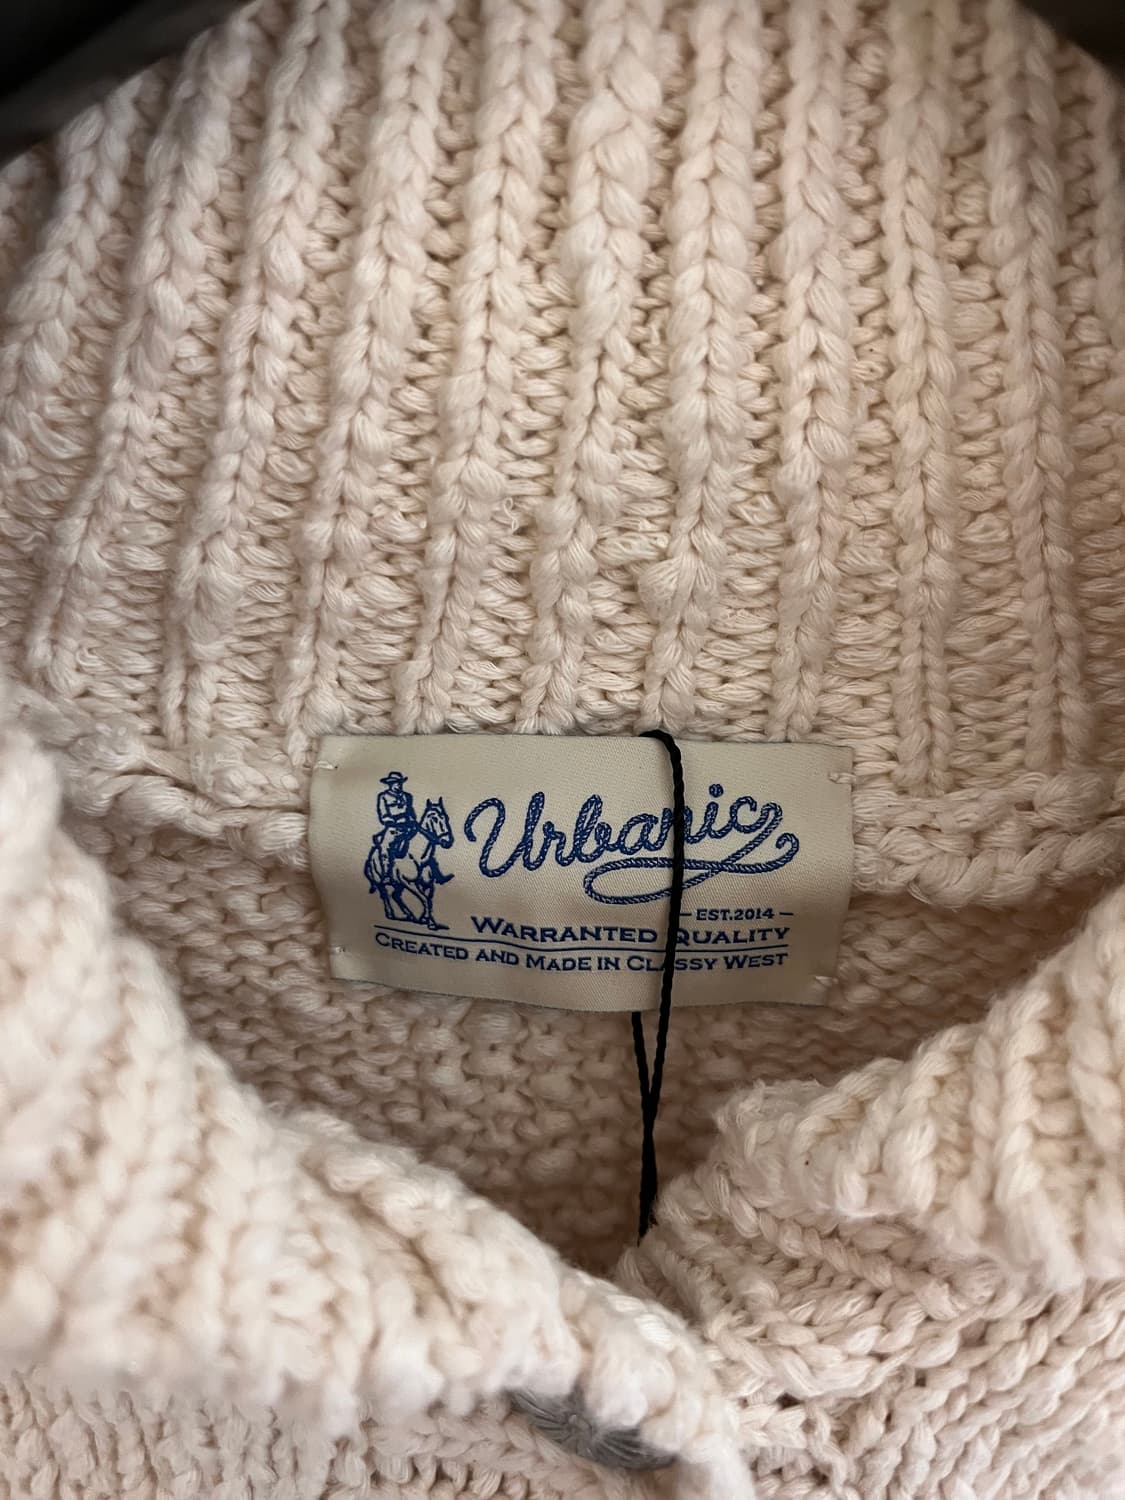 Urbanic
– EST.2014 –
WARRANTED QUALITY
CREATED AND MADE IN CLASSY WEST